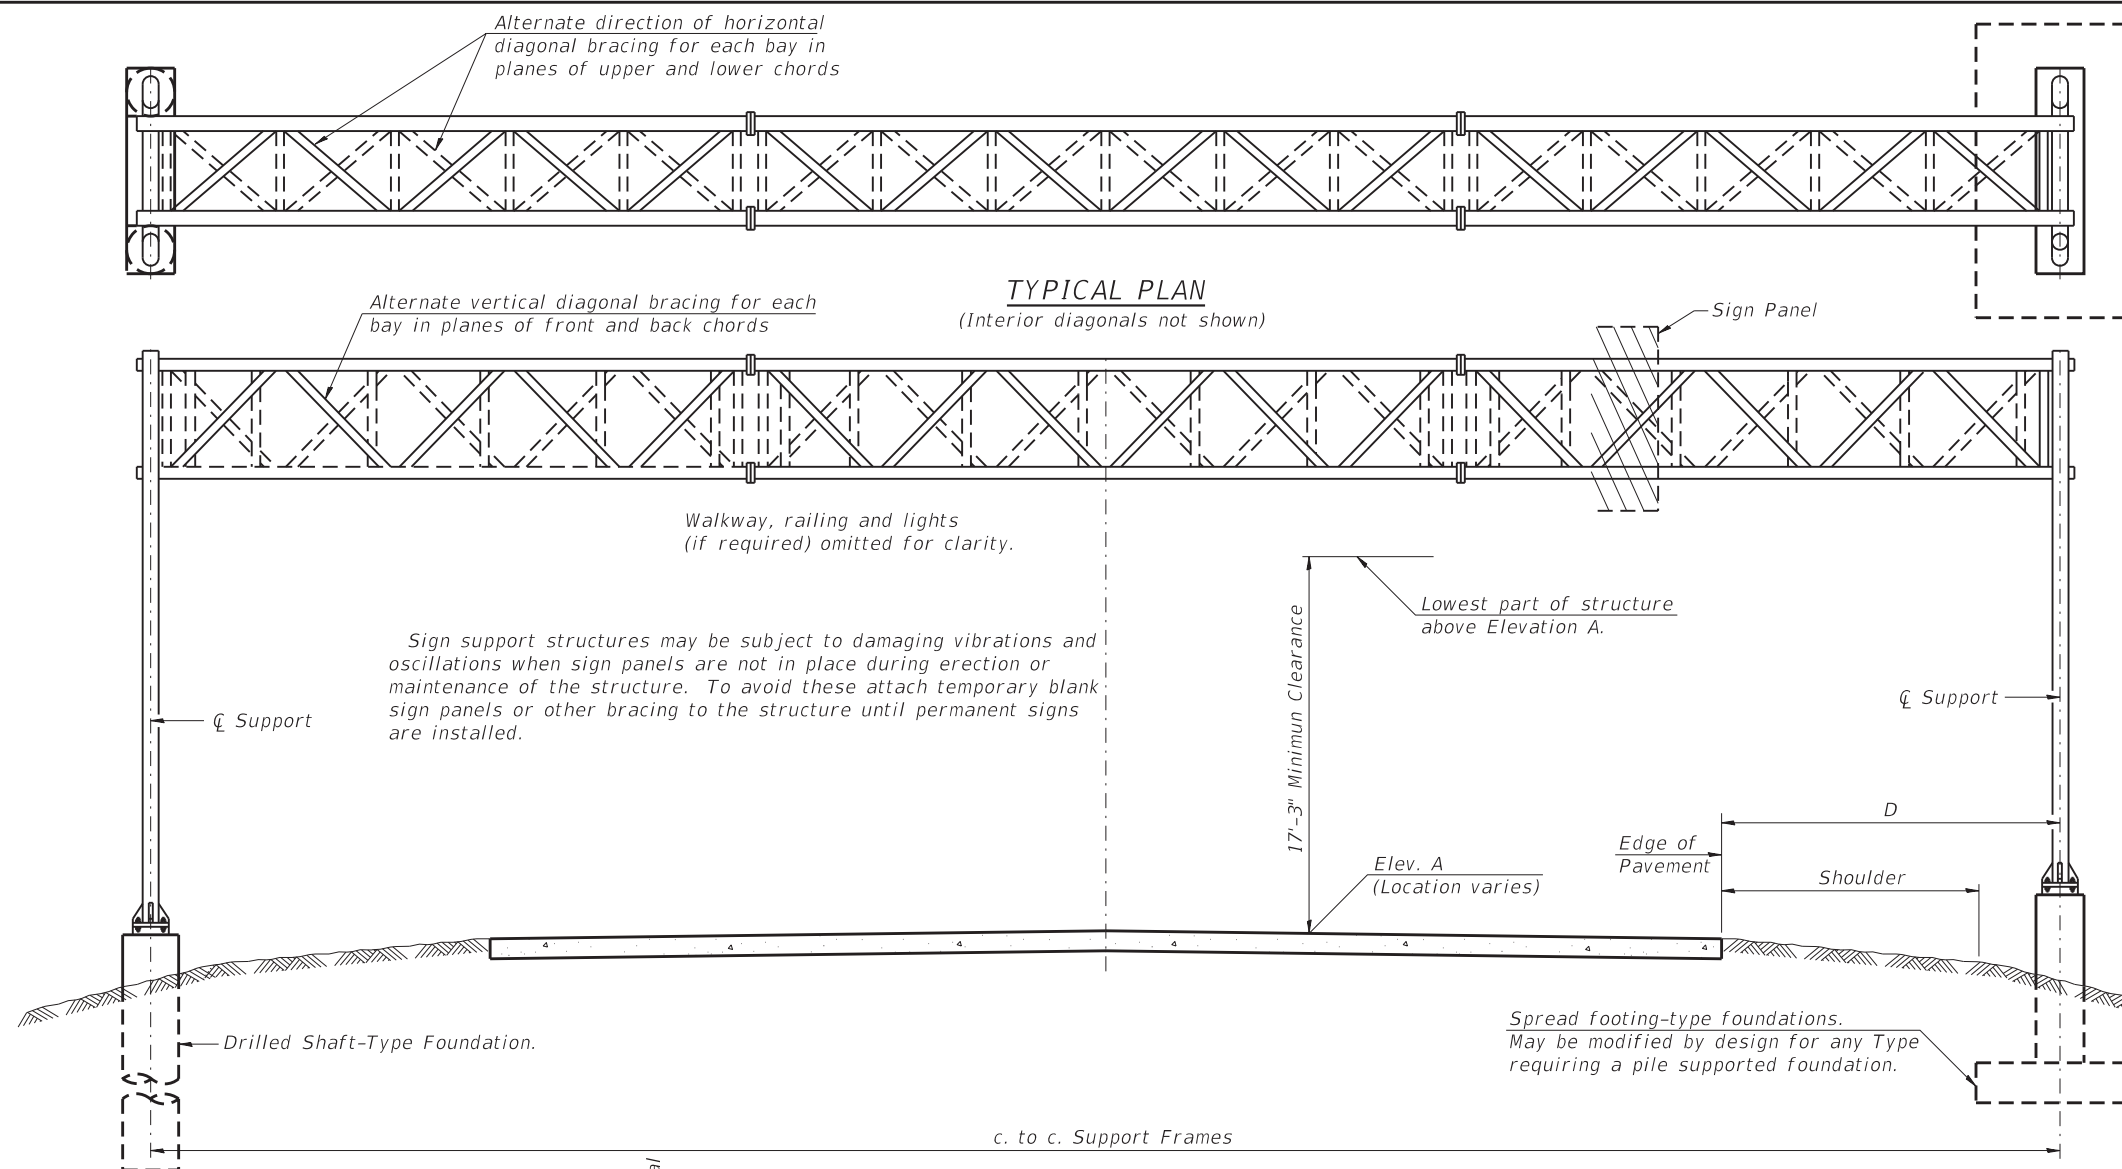 Alternate direction of horizontal
diagonal bracing for each bay in
planes of upper and lower chords
TYPICAL PLAN
(Interior diagonals not shown)
Alternate vertical diagonal bracing for each
bay in planes of front and back chords
Sign Panel
Walkway, railing and lights
(if required) omitted for clarity.
Lowest part of structure
above Elevation A.
17'-3" Minimun Clearance
Sign support structures may be subject to damaging vibrations and
oscillations when sign panels are not in place during erection or
maintenance of the structure. To avoid these attach temporary blank
sign panels or other bracing to the structure until permanent signs
are installed.
℄ Support
℄ Support
D
Edge of
Pavement
Shoulder
Elev. A
(Location varies)
Drilled Shaft-Type Foundation.
Spread footing-type foundations.
May be modified by design for any Type
requiring a pile supported foundation.
c. to c. Support Frames